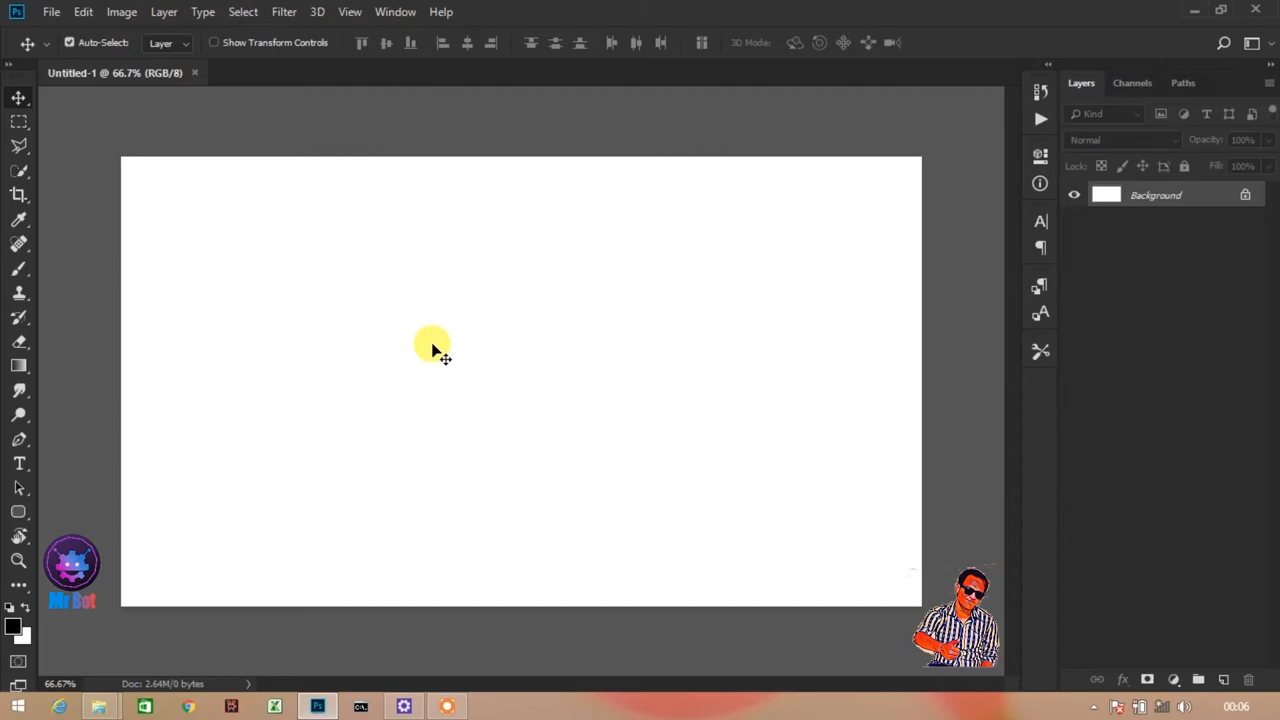 Ps File Edit Image Layer Type Select Filter 3D View Window Help
Auto-Select: Layer Show Transform Controls 3D Mode:
Untitled-1 @ 66.7% (RGB/8) ×
Layers Channels Paths
Kind
Normal Opacity: 100%
Lock: Fill: 100%
Background
Mr Bot
66.67% Doc: 2.64M/0 bytes
00:06